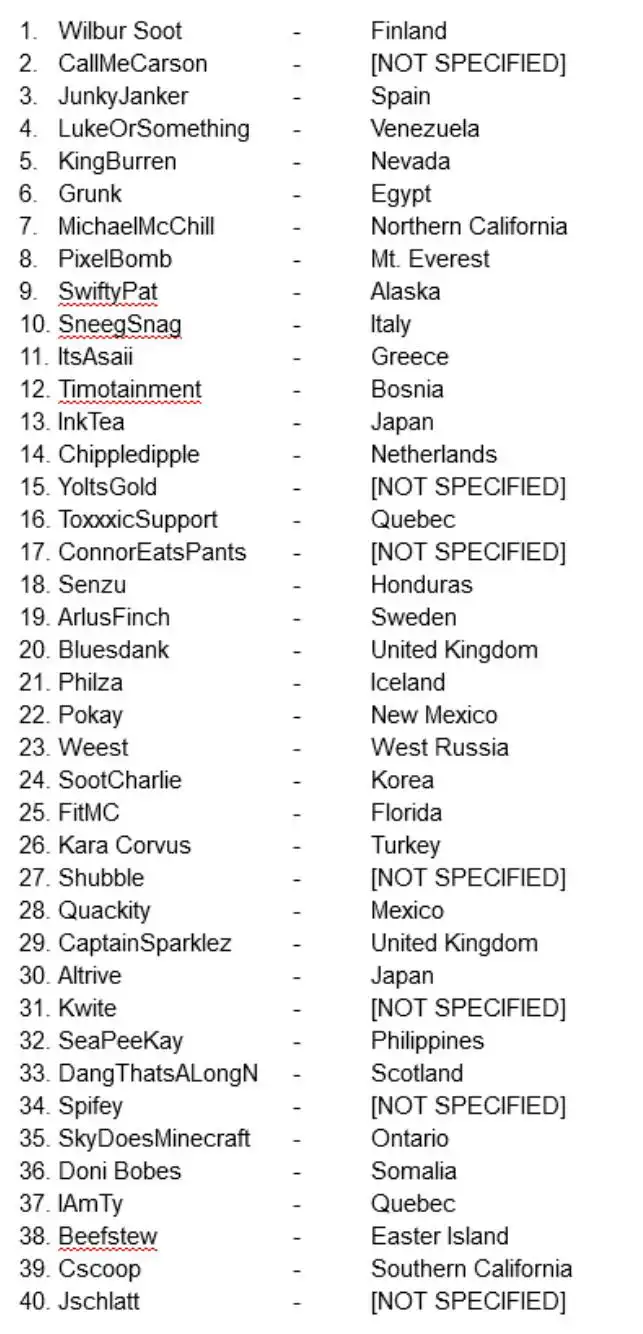 1. Wilbur Soot - Finland
2. CallMeCarson - [NOT SPECIFIED]
3. JunkyJanker - Spain
4. LukeOrSomething - Venezuela
5. KingBurren - Nevada
6. Grunk - Egypt
7. MichaelMcChill - Northern California
8. PixelBomb - Mt. Everest
9. SwiftyPat - Alaska
10. SneegSnag - Italy
11. ItsAsaii - Greece
12. Timotainment - Bosnia
13. InkTea - Japan
14. Chippledipple - Netherlands
15. YoltsGold - [NOT SPECIFIED]
16. ToxxxicSupport - Quebec
17. ConnorEatsPants - [NOT SPECIFIED]
18. Senzu - Honduras
19. ArlusFinch - Sweden
20. Bluesdank - United Kingdom
21. Philza - Iceland
22. Pokay - New Mexico
23. Weest - West Russia
24. SootCharlie - Korea
25. FitMC - Florida
26. Kara Corvus - Turkey
27. Shubble - [NOT SPECIFIED]
28. Quackity - Mexico
29. CaptainSparklez - United Kingdom
30. Altrive - Japan
31. Kwite - [NOT SPECIFIED]
32. SeaPeeKay - Philippines
33. DangThatsALongN - Scotland
34. Spifey - [NOT SPECIFIED]
35. SkyDoesMinecraft - Ontario
36. Doni Bobes - Somalia
37. IAmTy - Quebec
38. Beefstew - Easter Island
39. Cscoop - Southern California
40. Jschlatt - [NOT SPECIFIED]